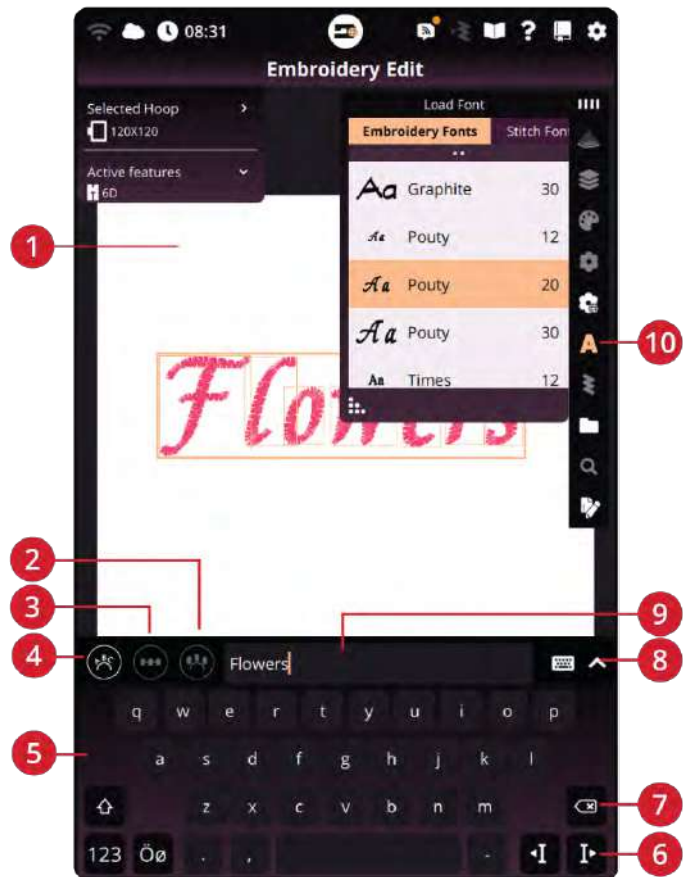 08:31
Embroidery Edit
Selected Hoop
120X120
Active features
6D
Load Font
Embroidery Fonts Stitch Fon
Aa Graphite 30
Aa Pouty 12
Aa Pouty 20
Aa Pouty 30
Aa Times 12
A
Flowers
1
10
2
3
4
9
8
Flowers
q w e r t y u i o p
5
a s d f g h j k l
z x c v b n m
7
123 Öø . , -
6